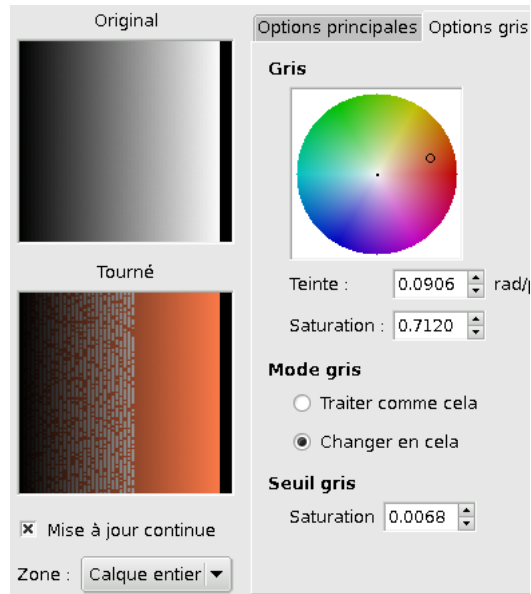 Original
Tourné
Mise à jour continue
Zone : Calque entier
Options principales Options gris
Gris
Teinte : 0.0906 rad/
Saturation : 0.7120
Mode gris
Traiter comme cela
Changer en cela
Seuil gris
Saturation 0.0068